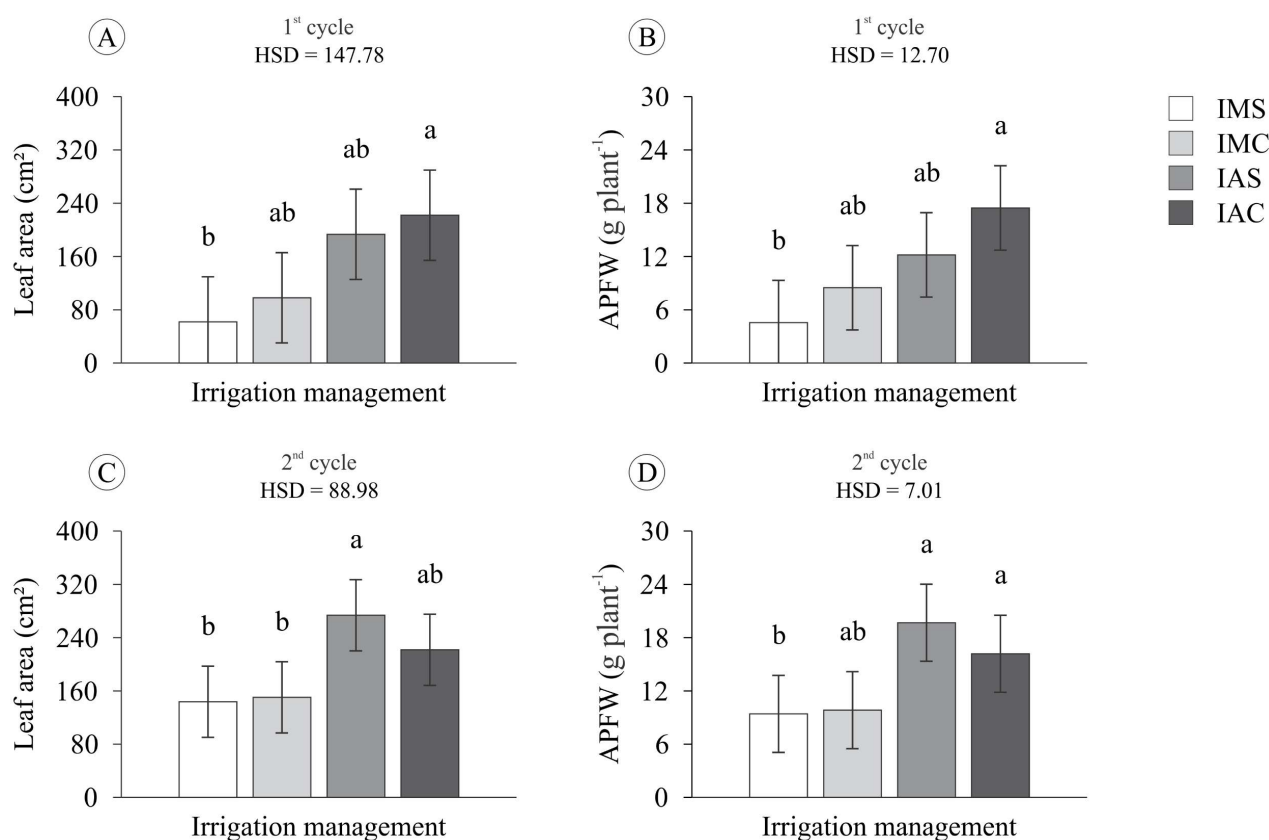 A
1st cycle
HSD = 147.78
Leaf area (cm²)
400
320
240
160
80
0
b
ab
ab
a
Irrigation management
B
1st cycle
HSD = 12.70
APFW (g plant-1)
30
24
18
12
6
0
b
ab
ab
a
Irrigation management
IMS
IMC
IAS
IAC
C
2nd cycle
HSD = 88.98
Leaf area (cm²)
400
320
240
160
80
0
b
b
a
ab
Irrigation management
D
2nd cycle
HSD = 7.01
APFW (g plant-1)
30
24
18
12
6
0
b
ab
a
a
Irrigation management